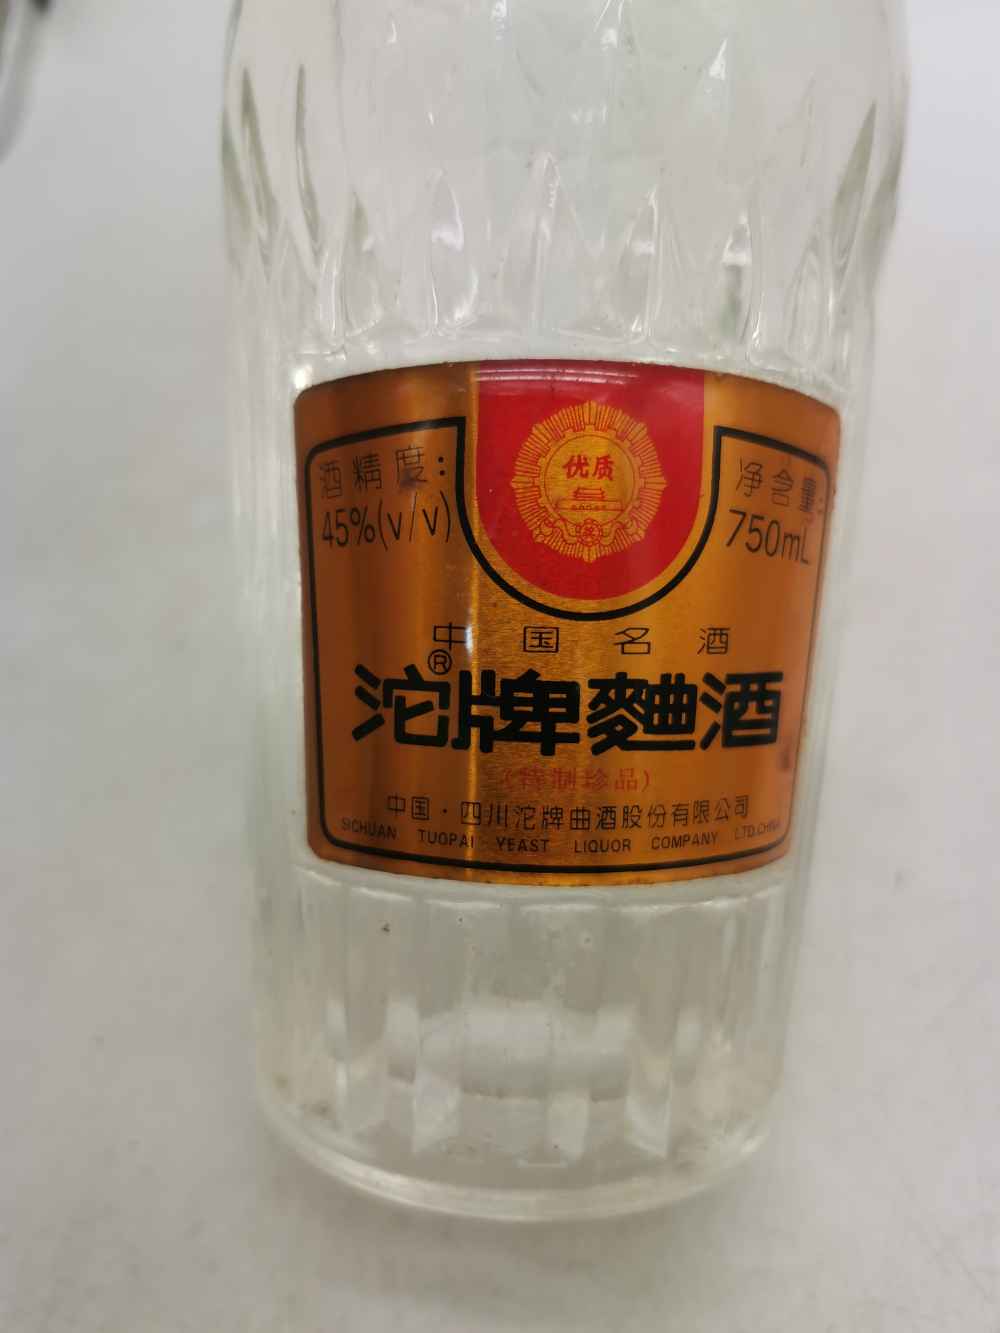 优质
酒精度：
45%(v/v)
净含量：
750mL
中国名酒
沱牌®麯酒
(特制珍品)
中国·四川沱牌曲酒股份有限公司
SICHUAN TUOPAI YEAST LIQUOR COMPANY LTD.CHINA